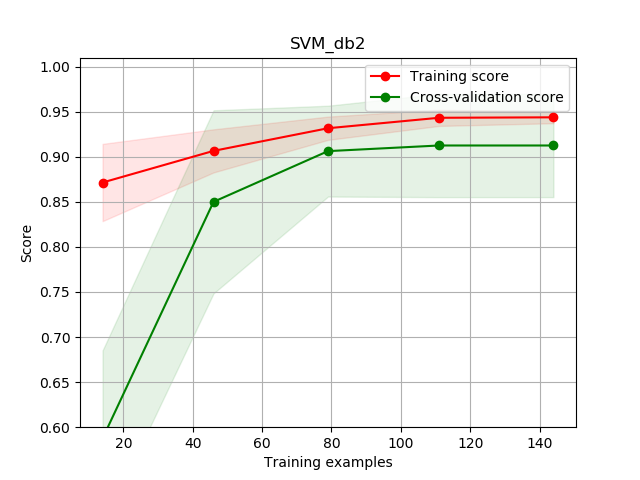 SVM_db2
Training score
Cross-validation score
Score
1.00
0.95
0.90
0.85
0.80
0.75
0.70
0.65
0.60
20 40 60 80 100 120 140
Training examples